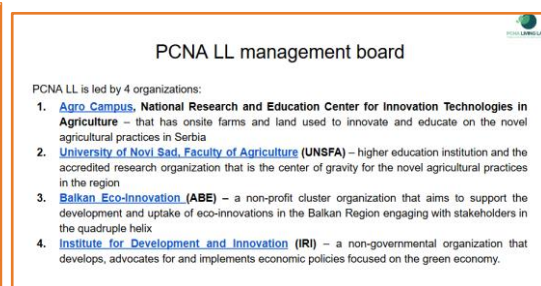 PCNA LIVING LAB
PCNA LL management board
PCNA LL is led by 4 organizations:
1. Agro Campus, National Research and Education Center for Innovation Technologies in
Agriculture – that has onsite farms and land used to innovate and educate on the novel
agricultural practices in Serbia
2. University of Novi Sad, Faculty of Agriculture (UNSFA) – higher education institution and the
accredited research organization that is the center of gravity for the novel agricultural practices
in the region
3. Balkan Eco-Innovation (ABE) – a non-profit cluster organization that aims to support the
development and uptake of eco-innovations in the Balkan Region engaging with stakeholders in
the quadruple helix
4. Institute for Development and Innovation (IRI) – a non-governmental organization that
develops, advocates for and implements economic policies focused on the green economy.